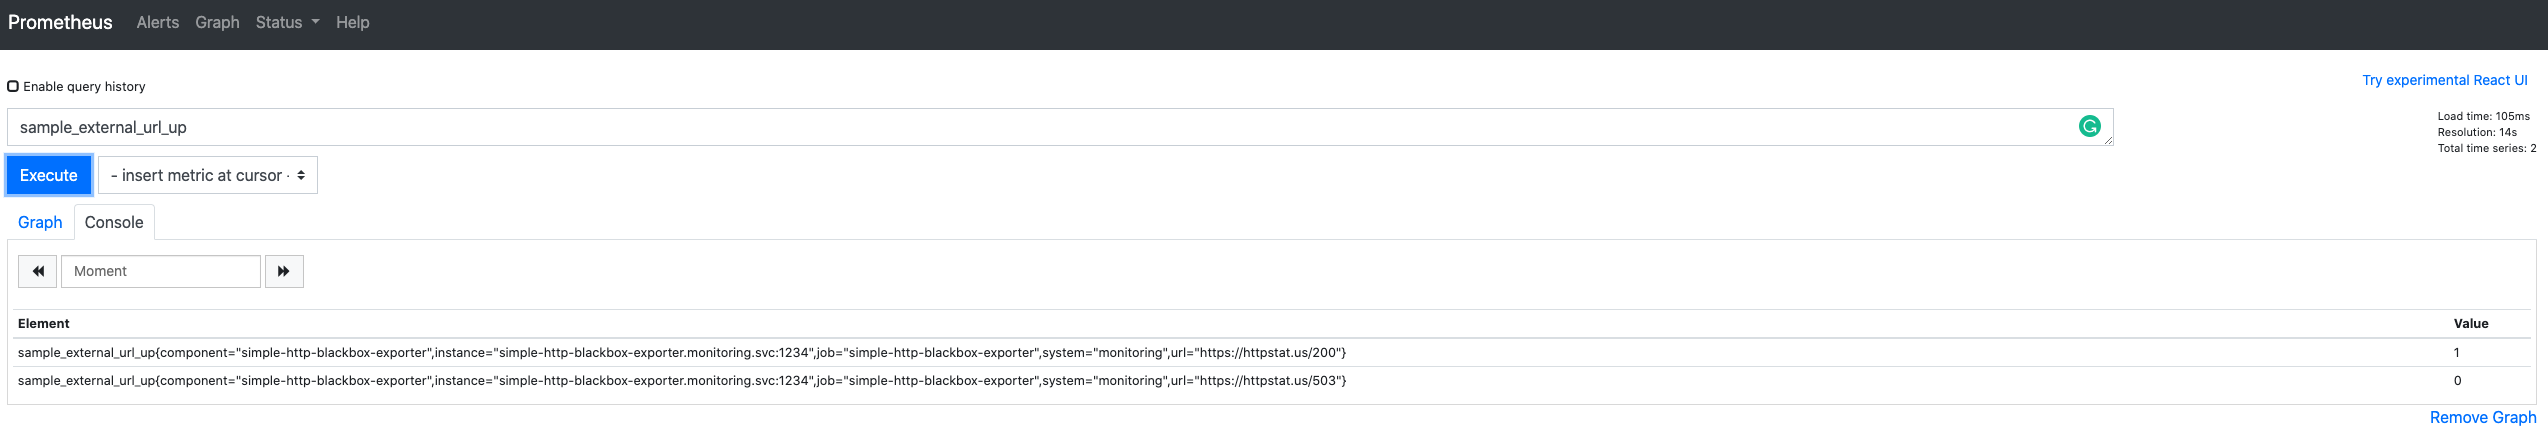 Prometheus Alerts Graph Status Help
Enable query history
Try experimental React UI
sample_external_url_up
Load time: 105ms
Resolution: 14s
Total time series: 2
Execute - insert metric at cursor -
Graph Console
Moment
Element Value
sample_external_url_up{component="simple-http-blackbox-exporter",instance="simple-http-blackbox-exporter.monitoring.svc:1234",job="simple-http-blackbox-exporter",system="monitoring",url="https://httpstat.us/200"} 1
sample_external_url_up{component="simple-http-blackbox-exporter",instance="simple-http-blackbox-exporter.monitoring.svc:1234",job="simple-http-blackbox-exporter",system="monitoring",url="https://httpstat.us/503"} 0
Remove Graph